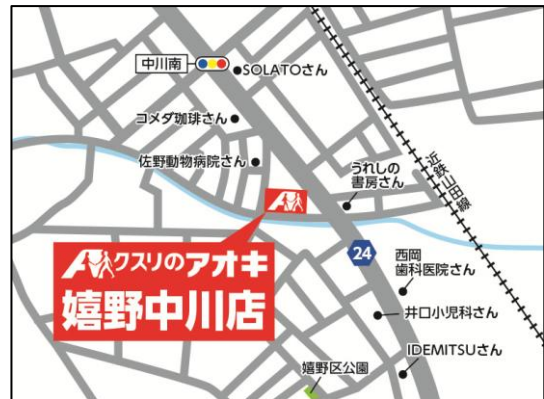 中川南
SOLATOさん
コメダ珈琲さん
佐野動物病院さん
うれしの
書房さん
近鉄山田線
24
クスリのアオキ
嬉野中川店
西岡
歯科医院さん
井口小児科さん
IDEMITSUさん
嬉野区公園